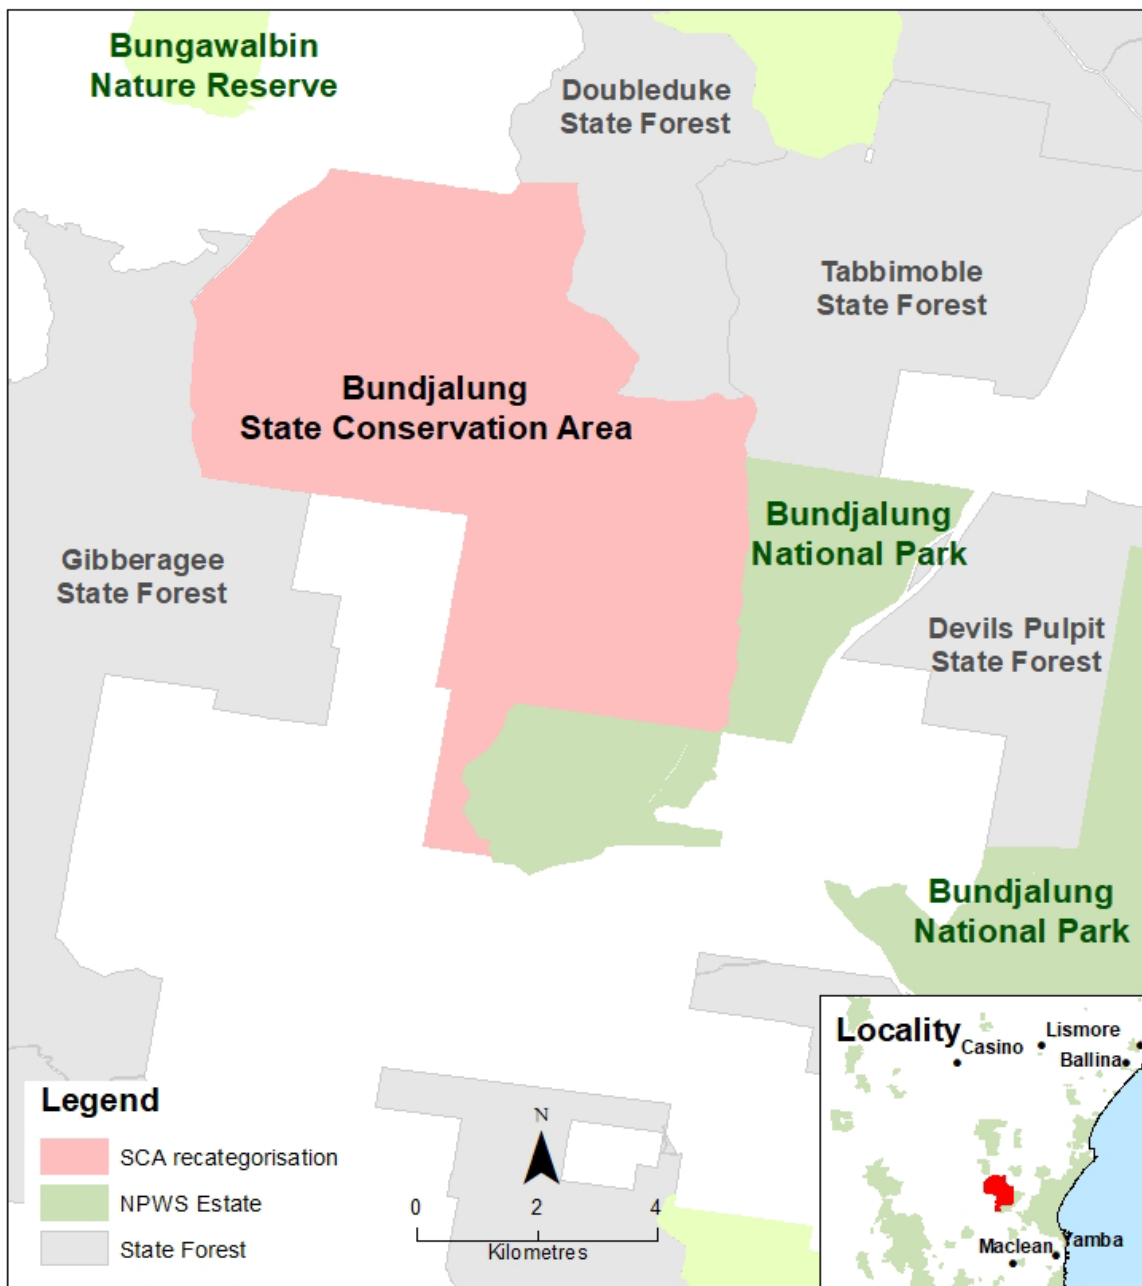 Bungawalbin
Nature Reserve
Doubleduke
State Forest
Tabbimoble
State Forest
Bundjalung
State Conservation Area
Bundjalung
National Park
Gibberagee
State Forest
Devils Pulpit
State Forest
Bundjalung
National Park
Legend
SCA recategorisation
NPWS Estate
State Forest
N
0 2 4
Kilometres
Locality
Casino
Lismore
Ballina
Maclean
Yamba